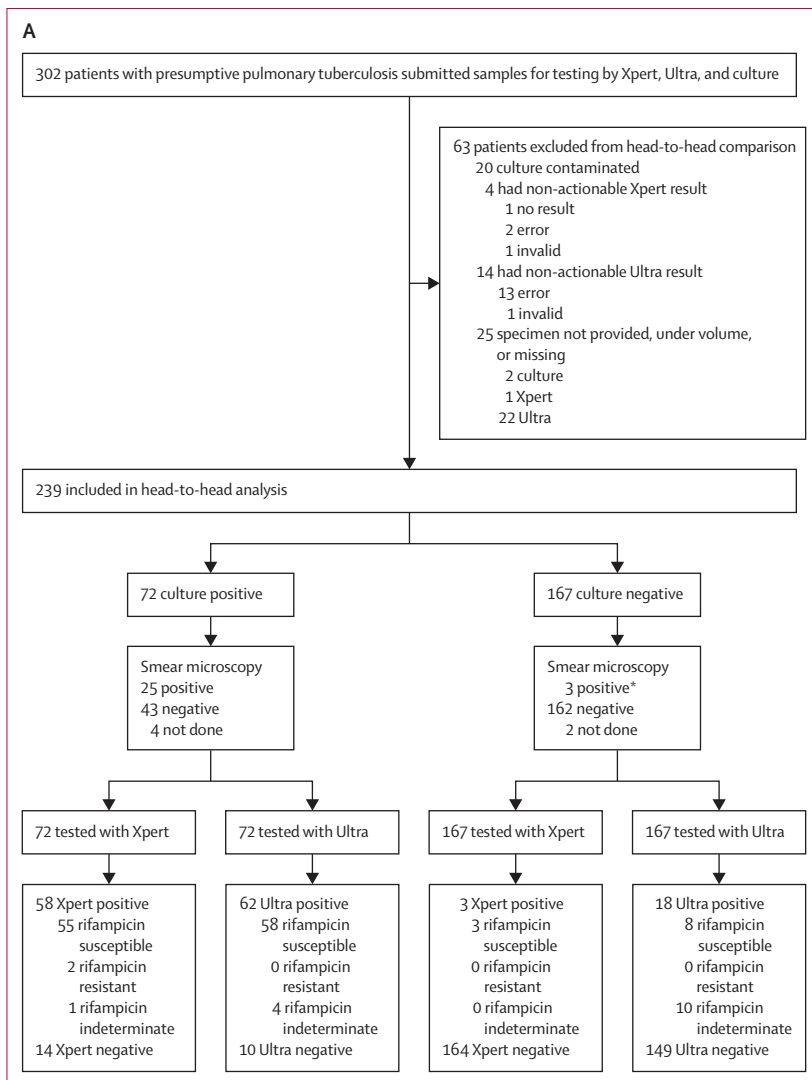 A
302 patients with presumptive pulmonary tuberculosis submitted samples for testing by Xpert, Ultra, and culture
63 patients excluded from head-to-head comparison
20 culture contaminated
4 had non-actionable Xpert result
1 no result
2 error
1 invalid
14 had non-actionable Ultra result
13 error
1 invalid
25 specimen not provided, under volume,
or missing
2 culture
1 Xpert
22 Ultra
239 included in head-to-head analysis
72 culture positive
167 culture negative
Smear microscopy
25 positive
43 negative
4 not done
Smear microscopy
3 positive*
162 negative
2 not done
72 tested with Xpert
72 tested with Ultra
167 tested with Xpert
167 tested with Ultra
58 Xpert positive
55 rifampicin
susceptible
2 rifampicin
resistant
1 rifampicin
indeterminate
14 Xpert negative
62 Ultra positive
58 rifampicin
susceptible
0 rifampicin
resistant
4 rifampicin
indeterminate
10 Ultra negative
3 Xpert positive
3 rifampicin
susceptible
0 rifampicin
resistant
0 rifampicin
indeterminate
164 Xpert negative
18 Ultra positive
8 rifampicin
susceptible
0 rifampicin
resistant
10 rifampicin
indeterminate
149 Ultra negative